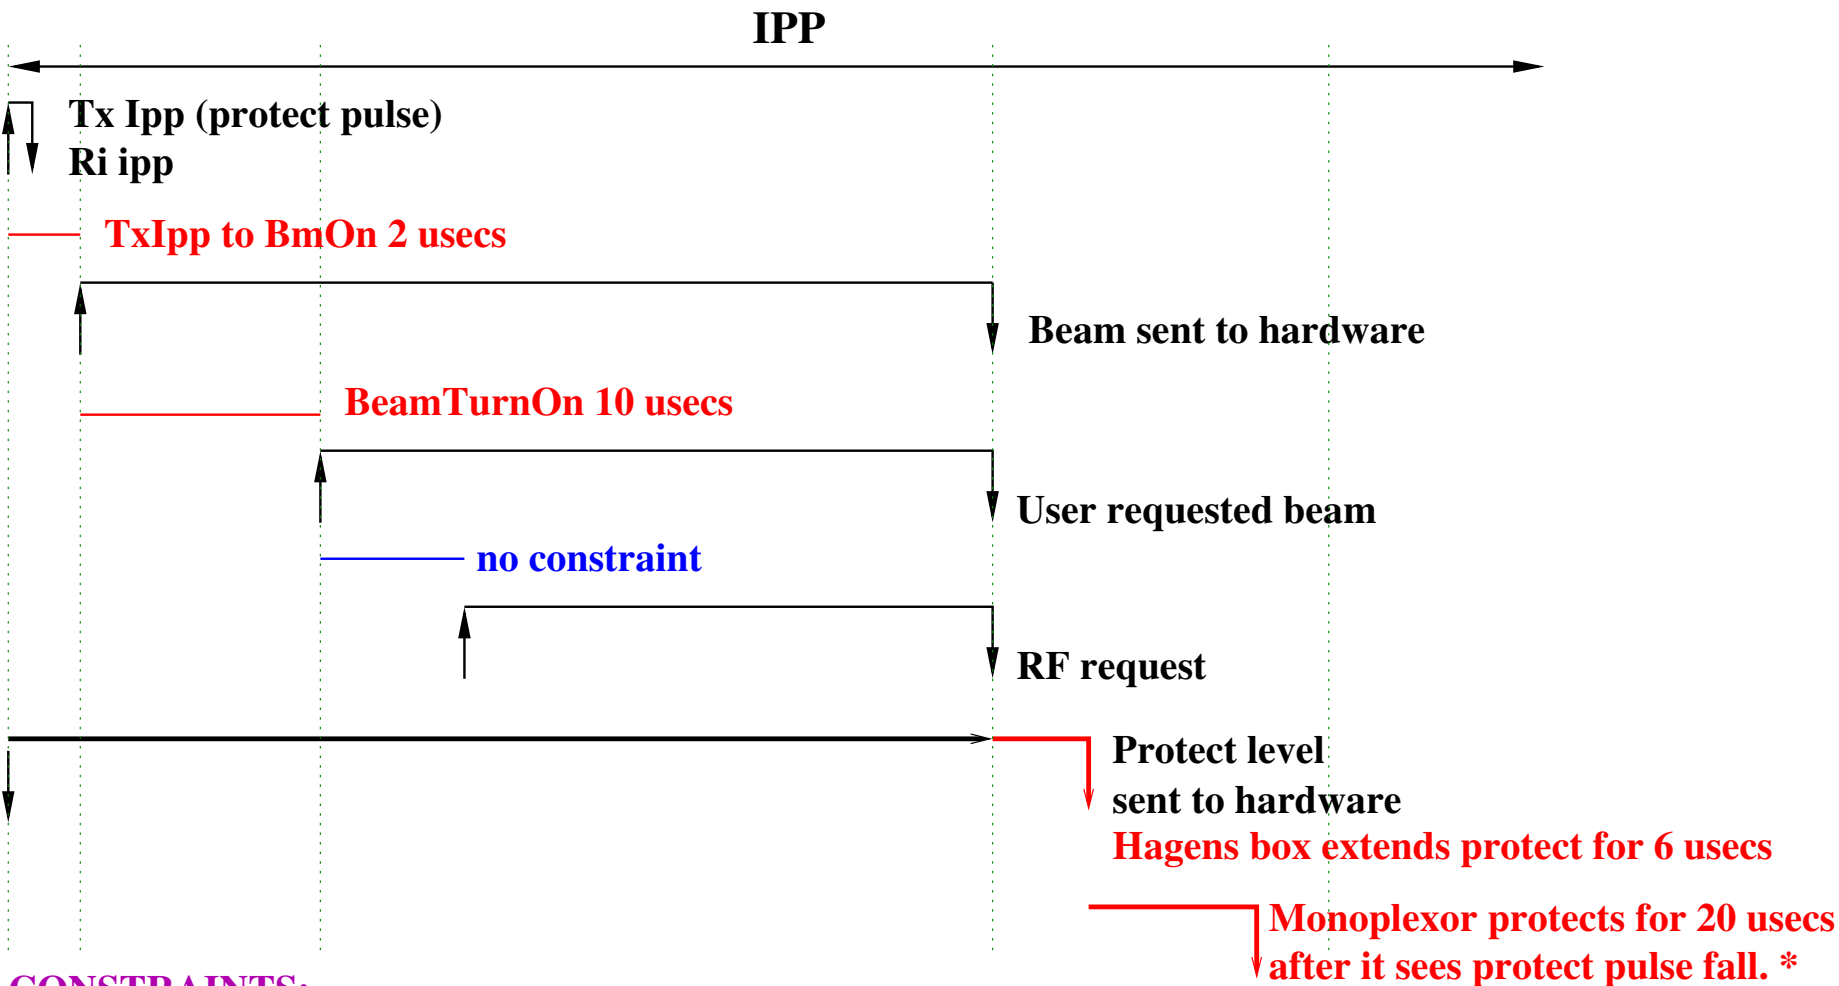 IPP
Tx Ipp (protect pulse)
Ri ipp
TxIpp to BmOn 2 usecs
Beam sent to hardware
BeamTurnOn 10 usecs
User requested beam
no constraint
RF request
Protect level
sent to hardware
Hagens box extends protect for 6 usecs
Monoplexor protects for 20 usecs
after it sees protect pulse fall. *
CONSTRAINTS: